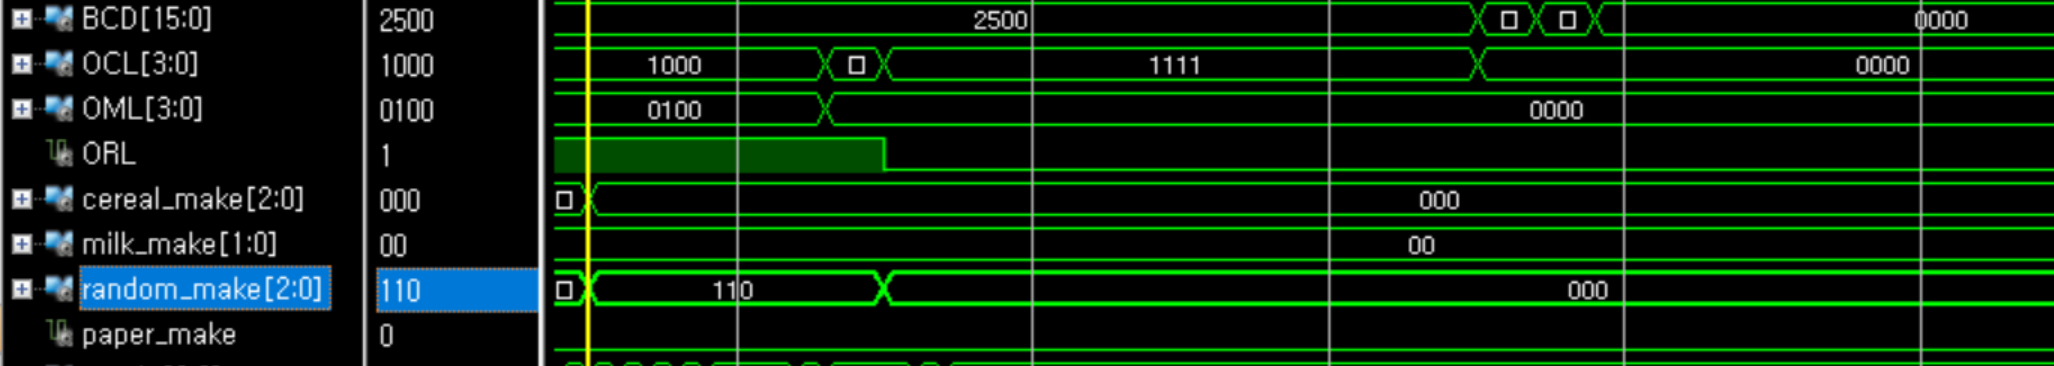 BCD[15:0] 2500 2500 0000
OCL[3:0] 1000 1000 1111 0000
OML[3:0] 0100 0100 0000
ORL 1
cereal_make[2:0] 000 000
milk_make[1:0] 00 00
random_make[2:0] 110 110 000
paper_make 0